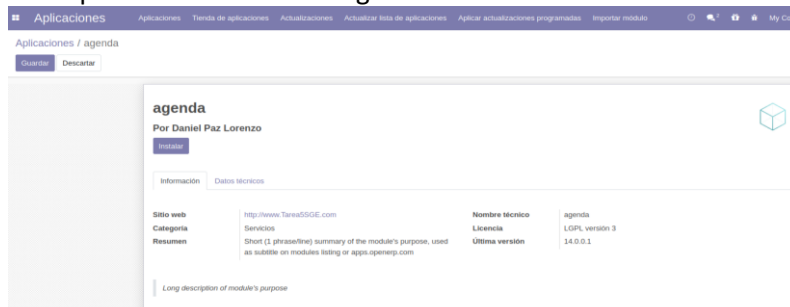 Aplicaciones Aplicaciones Tienda de aplicaciones Actualizaciones Actualizar lista de aplicaciones Aplicar actualizaciones programadas Importar módulo 2 My Co
Aplicaciones / agenda
Guardar Descartar
agenda
Por Daniel Paz Lorenzo
Instalar
Información Datos técnicos
Sitio web http://www.Tarea5SGE.com Nombre técnico agenda
Categoría Servicios Licencia LGPL versión 3
Resumen Short (1 phrase/line) summary of the module's purpose, used Última versión 14.0.0.1
as subtitle on modules listing or apps.openerp.com
Long description of module's purpose